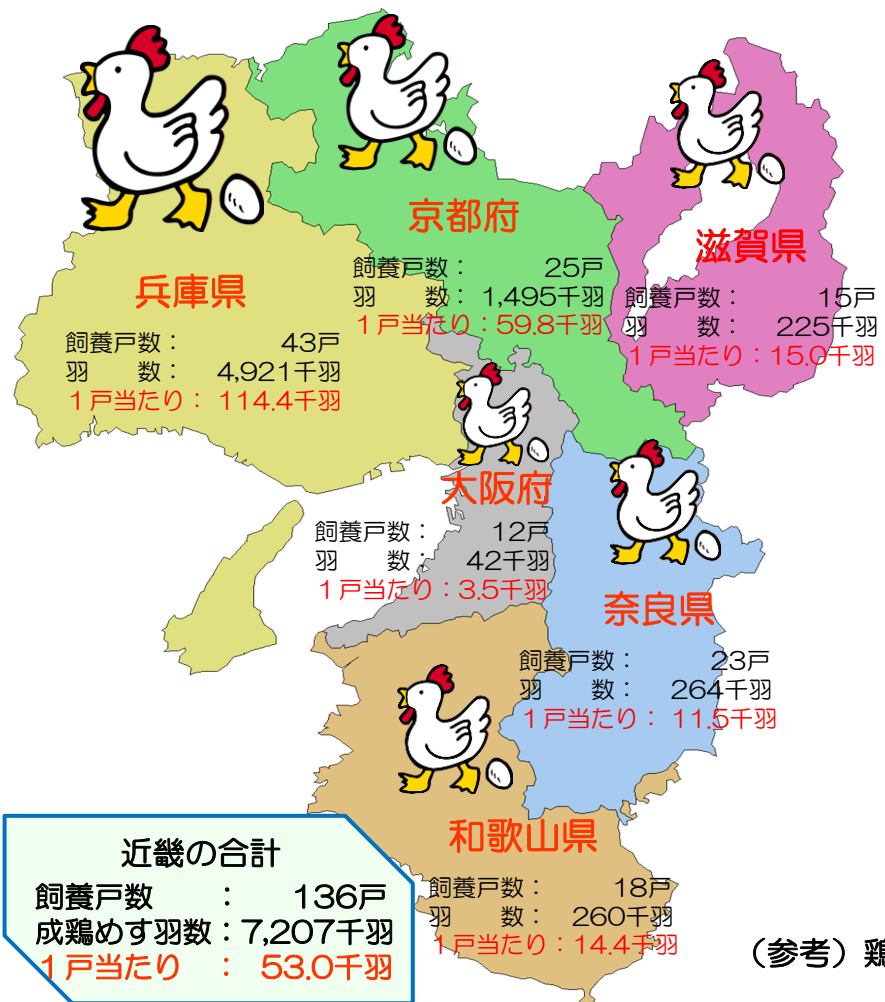 京都府
飼養戸数： 25戸
羽　　数： 1,495千羽
１戸当たり：59.8千羽
滋賀県
飼養戸数： 15戸
羽　　数： 225千羽
１戸当たり：15.0千羽
兵庫県
飼養戸数： 43戸
羽　　数： 4,921千羽
１戸当たり： 114.4千羽
大阪府
飼養戸数： 12戸
羽　　数： 42千羽
１戸当たり：3.5千羽
奈良県
飼養戸数： 23戸
羽　　数： 264千羽
１戸当たり： 11.5千羽
和歌山県
飼養戸数： 18戸
羽　　数： 260千羽
１戸当たり：14.4千羽
近畿の合計
飼養戸数　： 136戸
成鶏めす羽数：7,207千羽
１戸当たり　： 53.0千羽
（参考）鶏